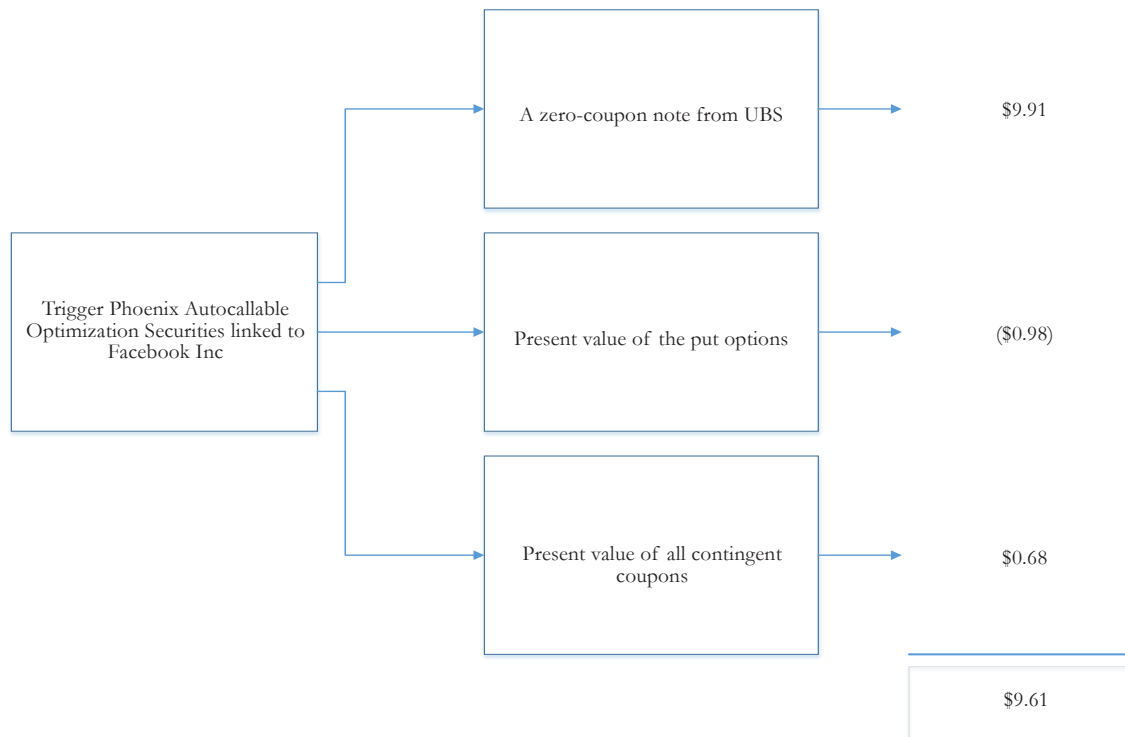 A zero-coupon note from UBS
$9.91
Trigger Phoenix Autocallable
Optimization Securities linked to
Facebook Inc
Present value of the put options
($0.98)
Present value of all contingent
coupons
$0.68
$9.61